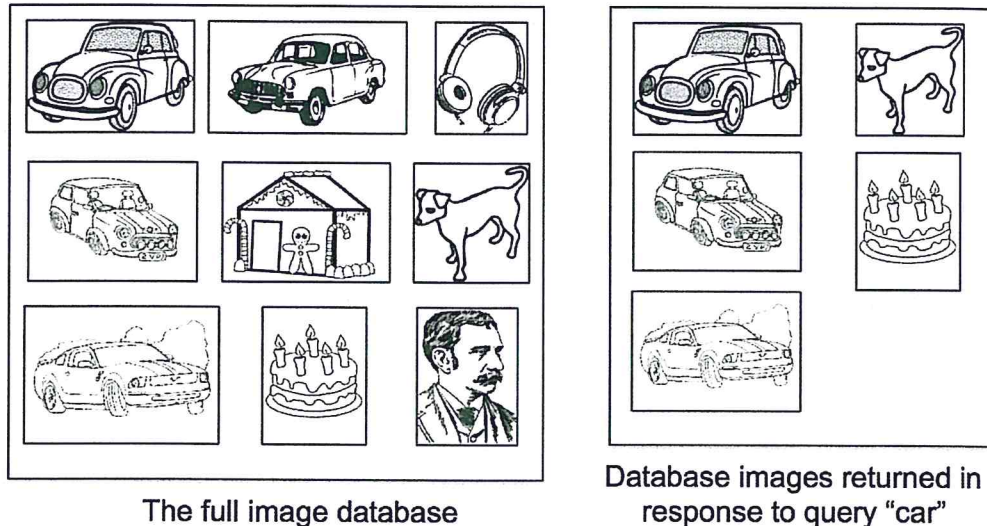 The full image database
Database images returned in
response to query “car”